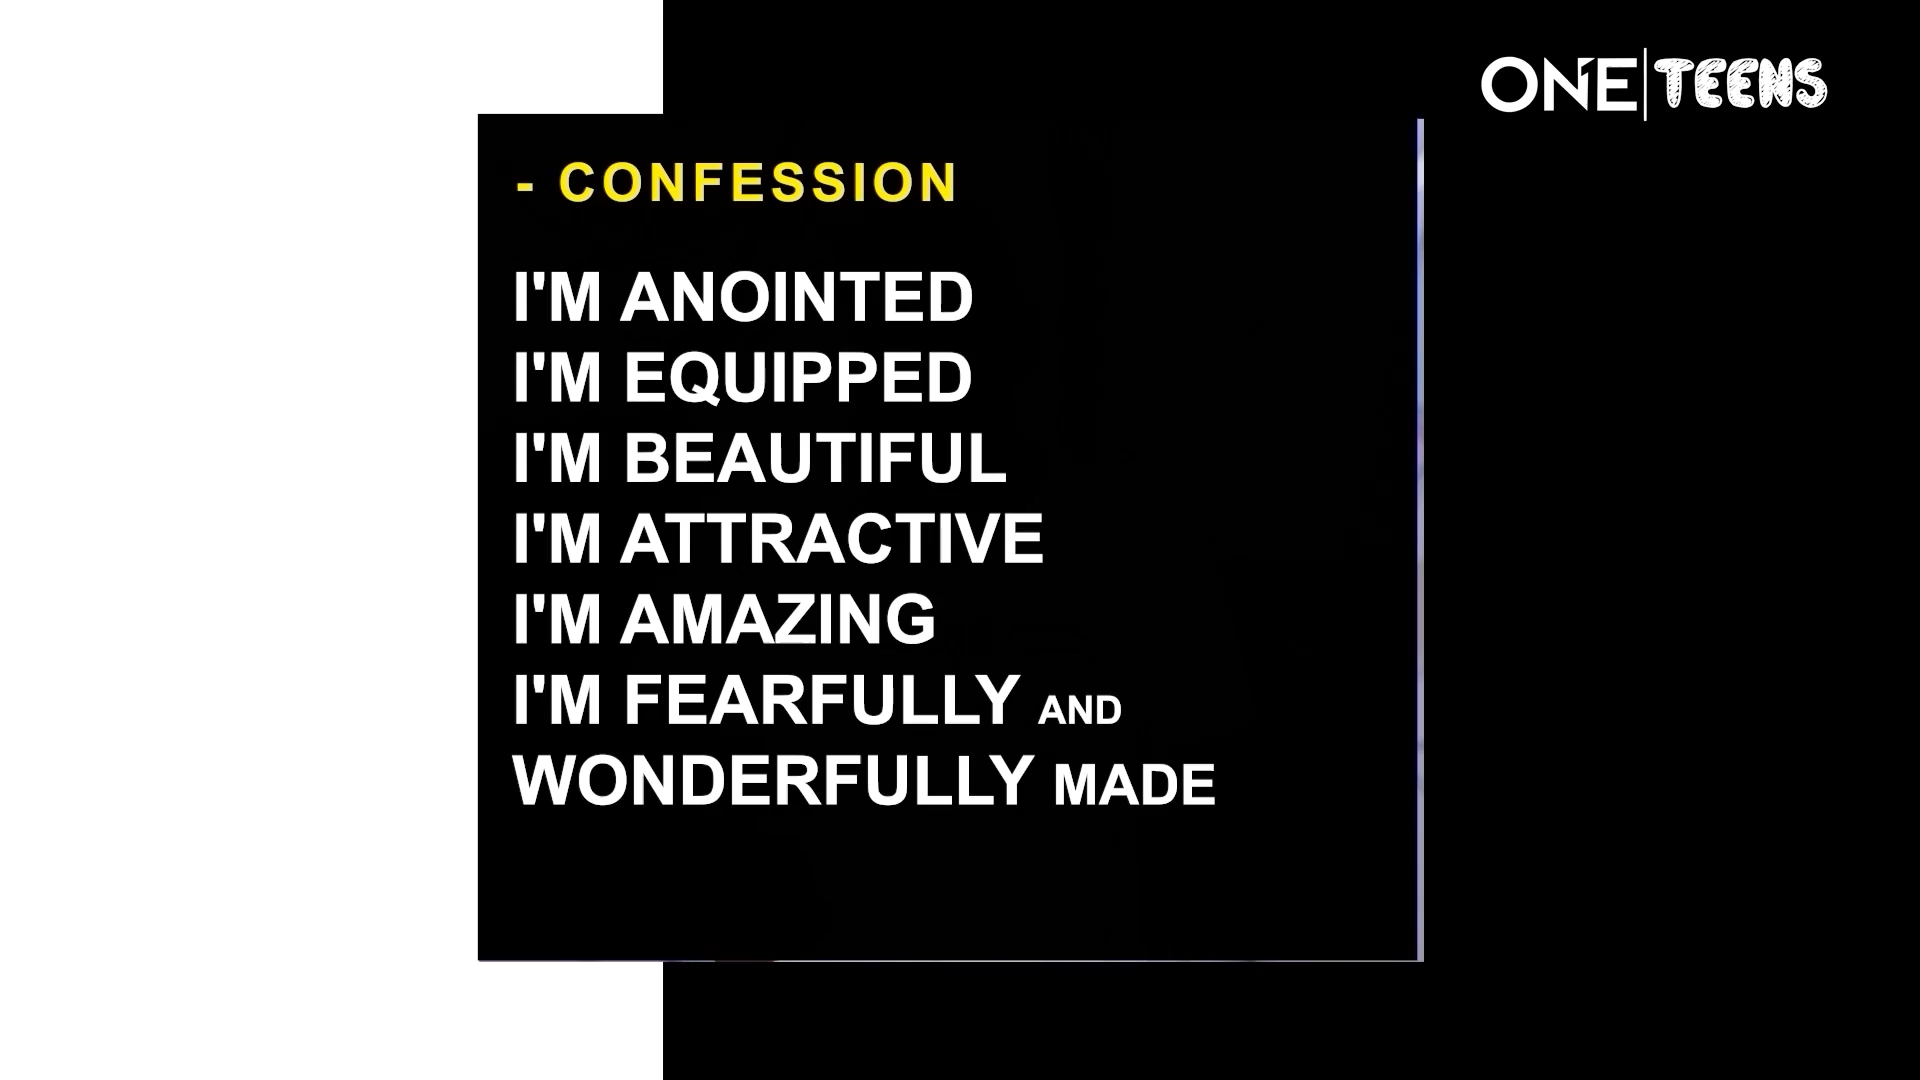 ONE|TEENS
- CONFESSION
I'M ANOINTED
I'M EQUIPPED
I'M BEAUTIFUL
I'M ATTRACTIVE
I'M AMAZING
I'M FEARFULLY AND
WONDERFULLY MADE